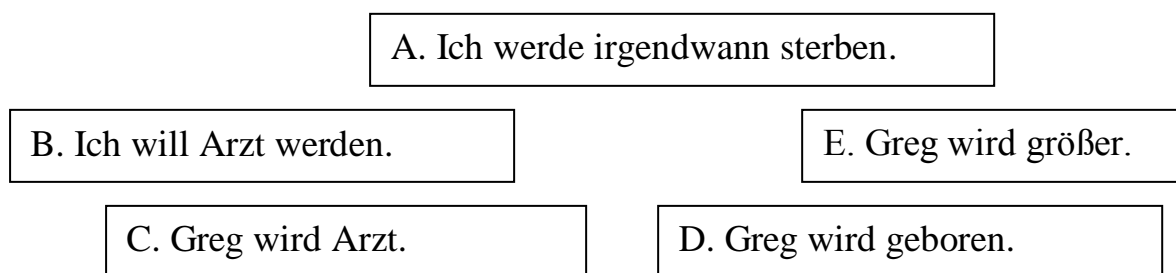 A. Ich werde irgendwann sterben.
B. Ich will Arzt werden.
E. Greg wird größer.
C. Greg wird Arzt.
D. Greg wird geboren.